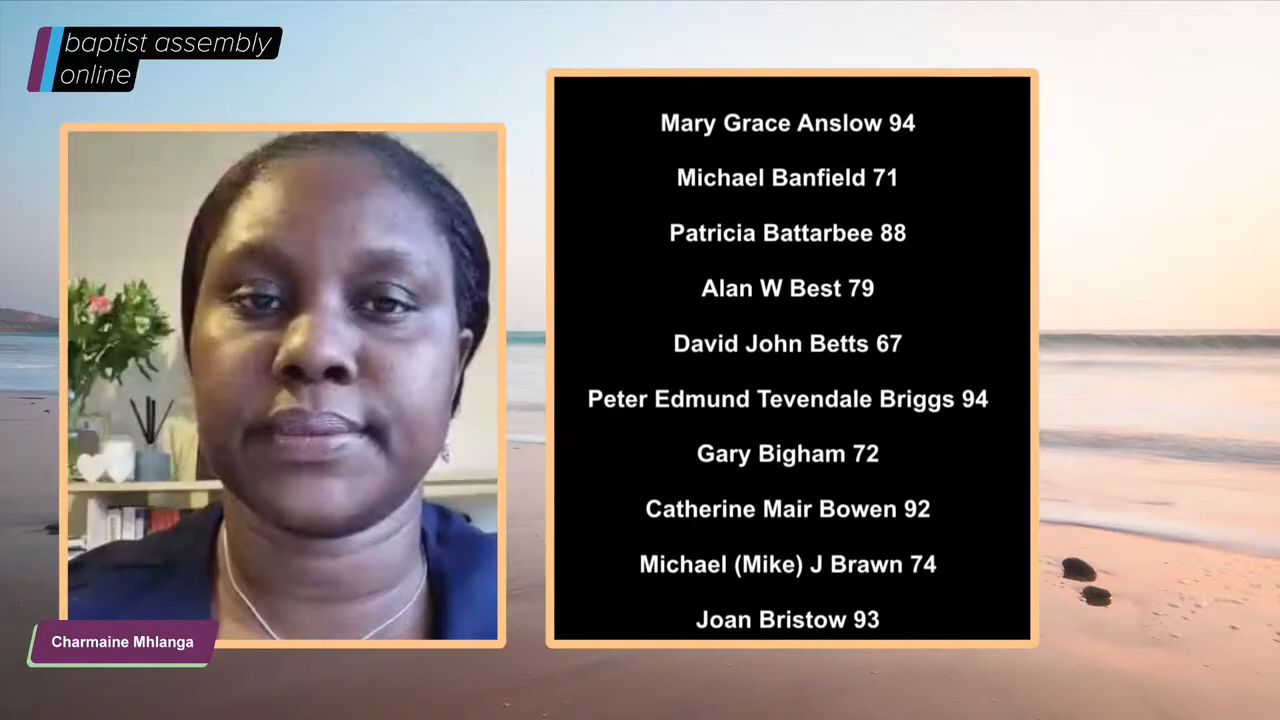 baptist assembly
online
Mary Grace Anslow 94
Michael Banfield 71
Patricia Battarbee 88
Alan W Best 79
David John Betts 67
Peter Edmund Tevendale Briggs 94
Gary Bigham 72
Catherine Mair Bowen 92
Michael (Mike) J Brawn 74
Joan Bristow 93
Charmaine Mhlanga